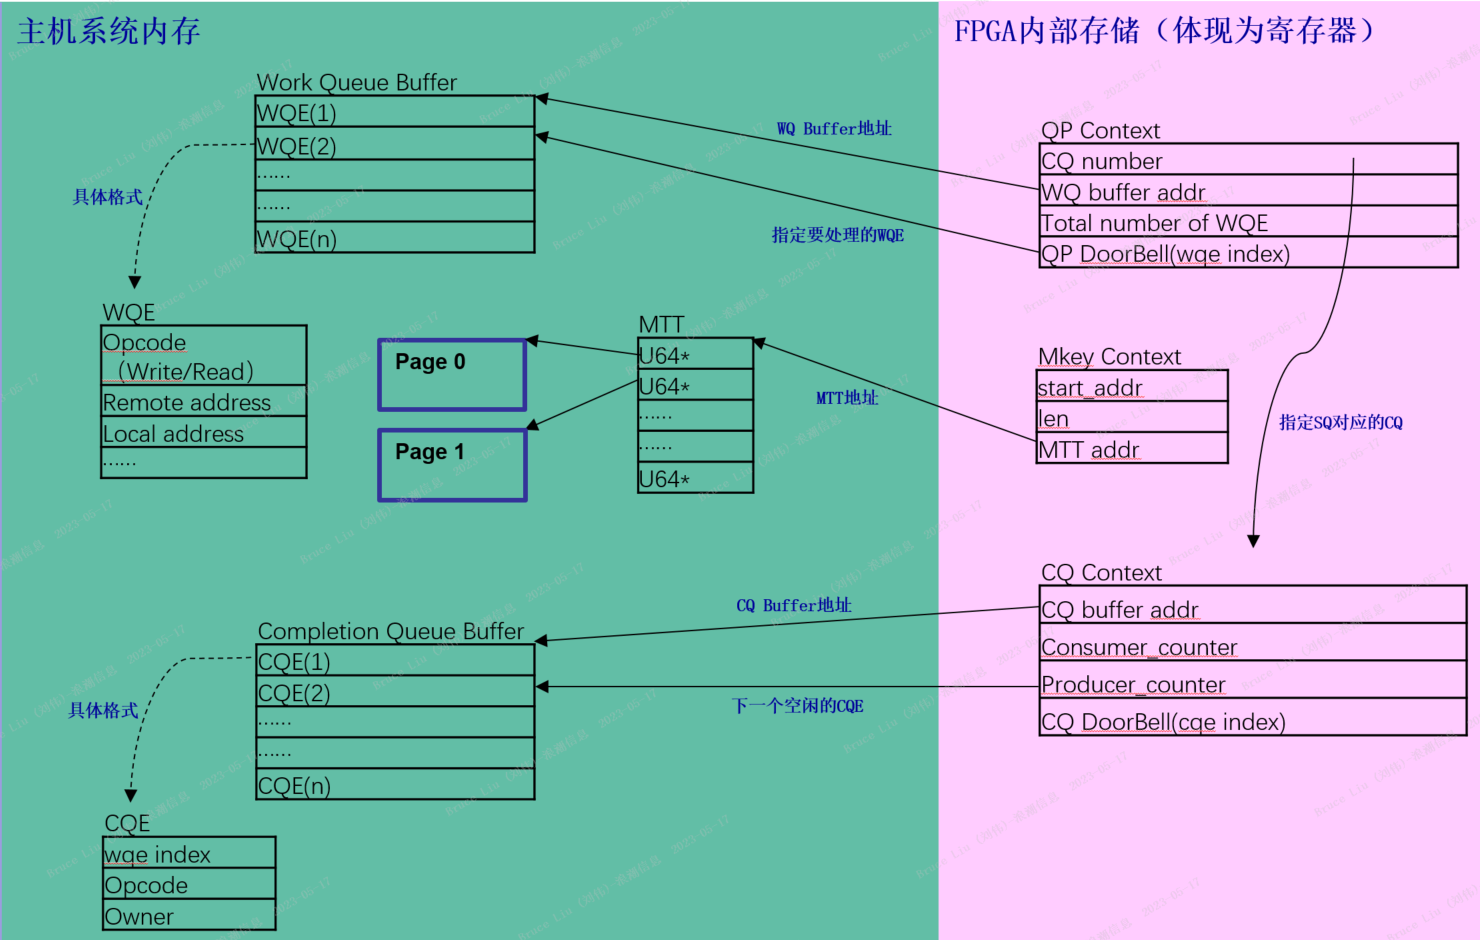 主机系统内存
FPGA内部存储（体现为寄存器）
Work Queue Buffer
WQE(1)
WQE(2)
......
......
WQE(n)
WQ Buffer地址
指定要处理的WQE
QP Context
CQ number
WQ buffer addr
Total number of WQE
QP DoorBell(wqe index)
具体格式
WQE
Opcode
（Write/Read）
Remote address
Local address
......
Page 0
Page 1
MTT
U64*
U64*
......
......
U64*
MTT地址
Mkey Context
start_addr
len
MTT addr
指定SQ对应的CQ
Completion Queue Buffer
CQE(1)
CQE(2)
......
......
CQE(n)
CQ Buffer地址
下一个空闲的CQE
CQ Context
CQ buffer addr
Consumer_counter
Producer_counter
CQ DoorBell(cqe index)
具体格式
CQE
wqe index
Opcode
Owner